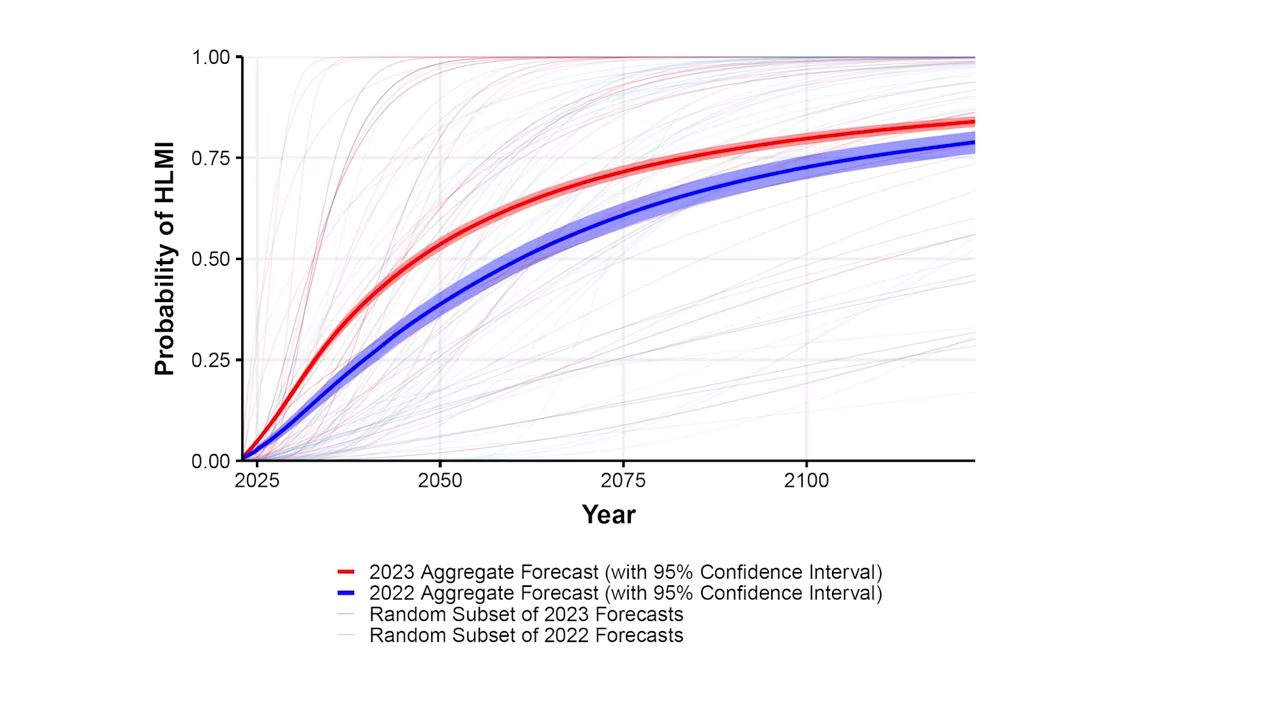 1.00
0.75
0.50
0.25
0.00
Probability of HLMI
2025 2050 2075 2100
Year
2023 Aggregate Forecast (with 95% Confidence Interval)
2022 Aggregate Forecast (with 95% Confidence Interval)
Random Subset of 2023 Forecasts
Random Subset of 2022 Forecasts